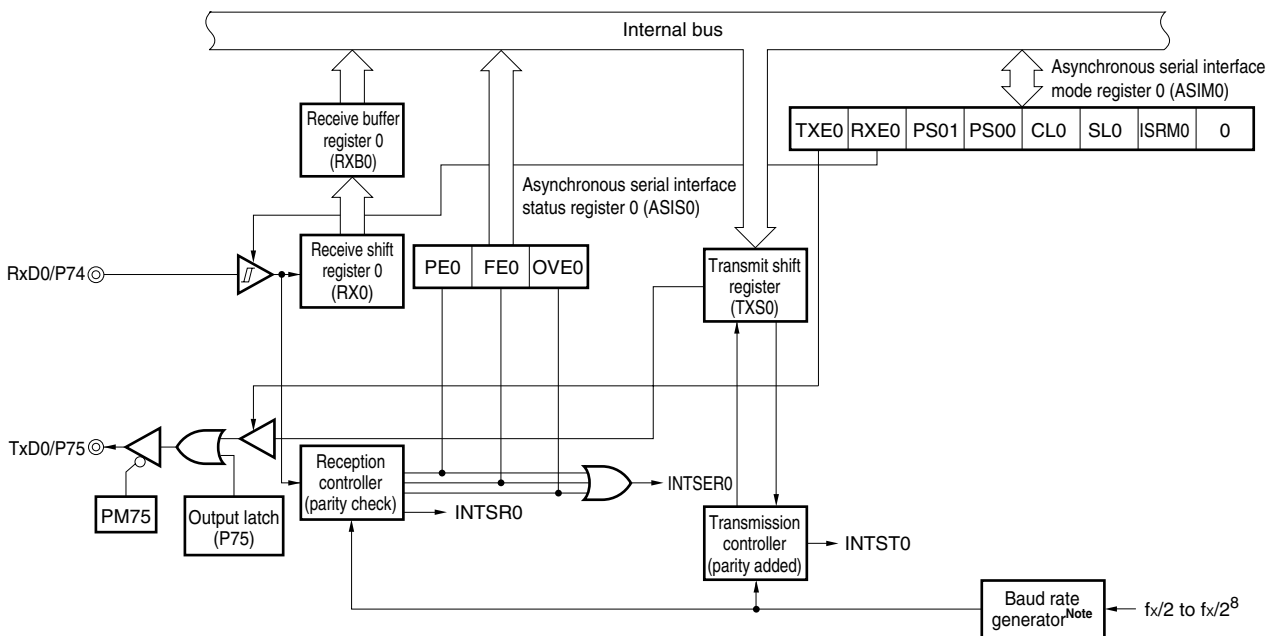 Internal bus
Asynchronous serial interface
mode register 0 (ASIM0)
Receive buffer
register 0
(RXB0)
TXE0 RXE0 PS01 PS00 CL0 SL0 ISRM0 0
Asynchronous serial interface
status register 0 (ASIS0)
RxD0/P74
Receive shift
register 0
(RX0)
PE0 FE0 OVE0
Transmit shift
register
(TXS0)
TxD0/P75
Reception
controller
(parity check)
INTSER0
PM75
Output latch
(P75)
INTSR0
Transmission
controller
(parity added)
INTST0
Baud rate
generatorNote
fx/2 to fx/2⁸